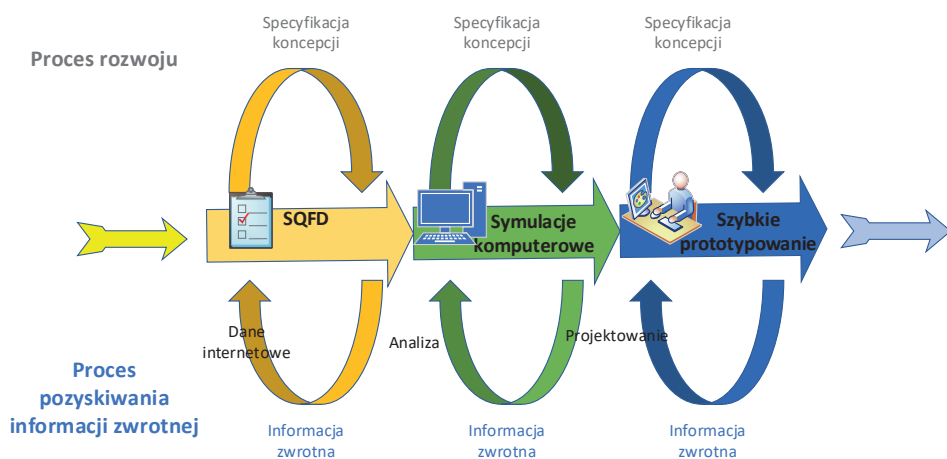 Specyfikacja
koncepcji
Specyfikacja
koncepcji
Specyfikacja
koncepcji
Proces rozwoju
SQFD
Symulacje
komputerowe
Szybkie
prototypowanie
Dane
internetowe
Analiza
Projektowanie
Proces
pozyskiwania
informacji zwrotnej
Informacja
zwrotna
Informacja
zwrotna
Informacja
zwrotna